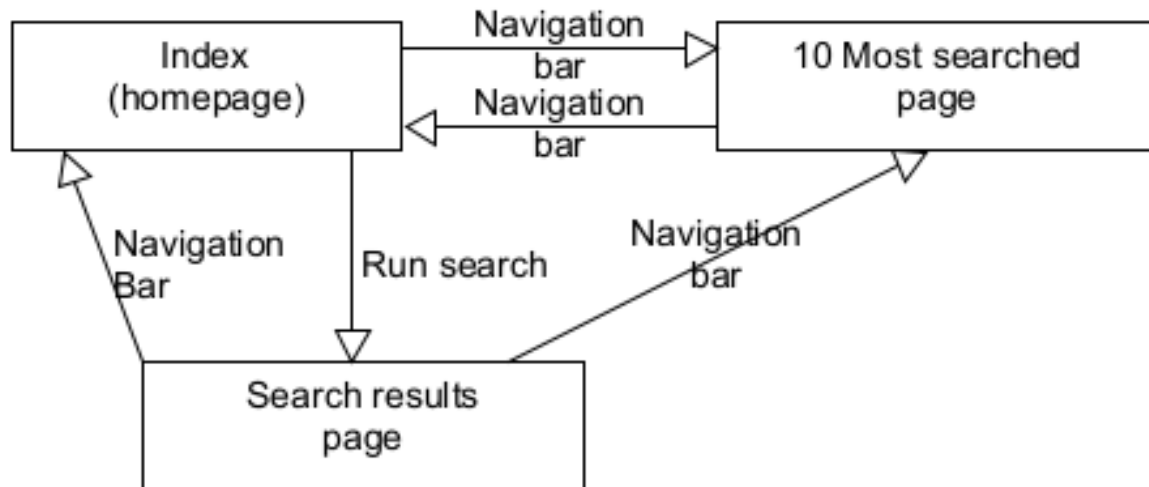 Index
(homepage)
Navigation
bar
Navigation
bar
10 Most searched
page
Navigation
Bar
Run search
Navigation
bar
Search results
page